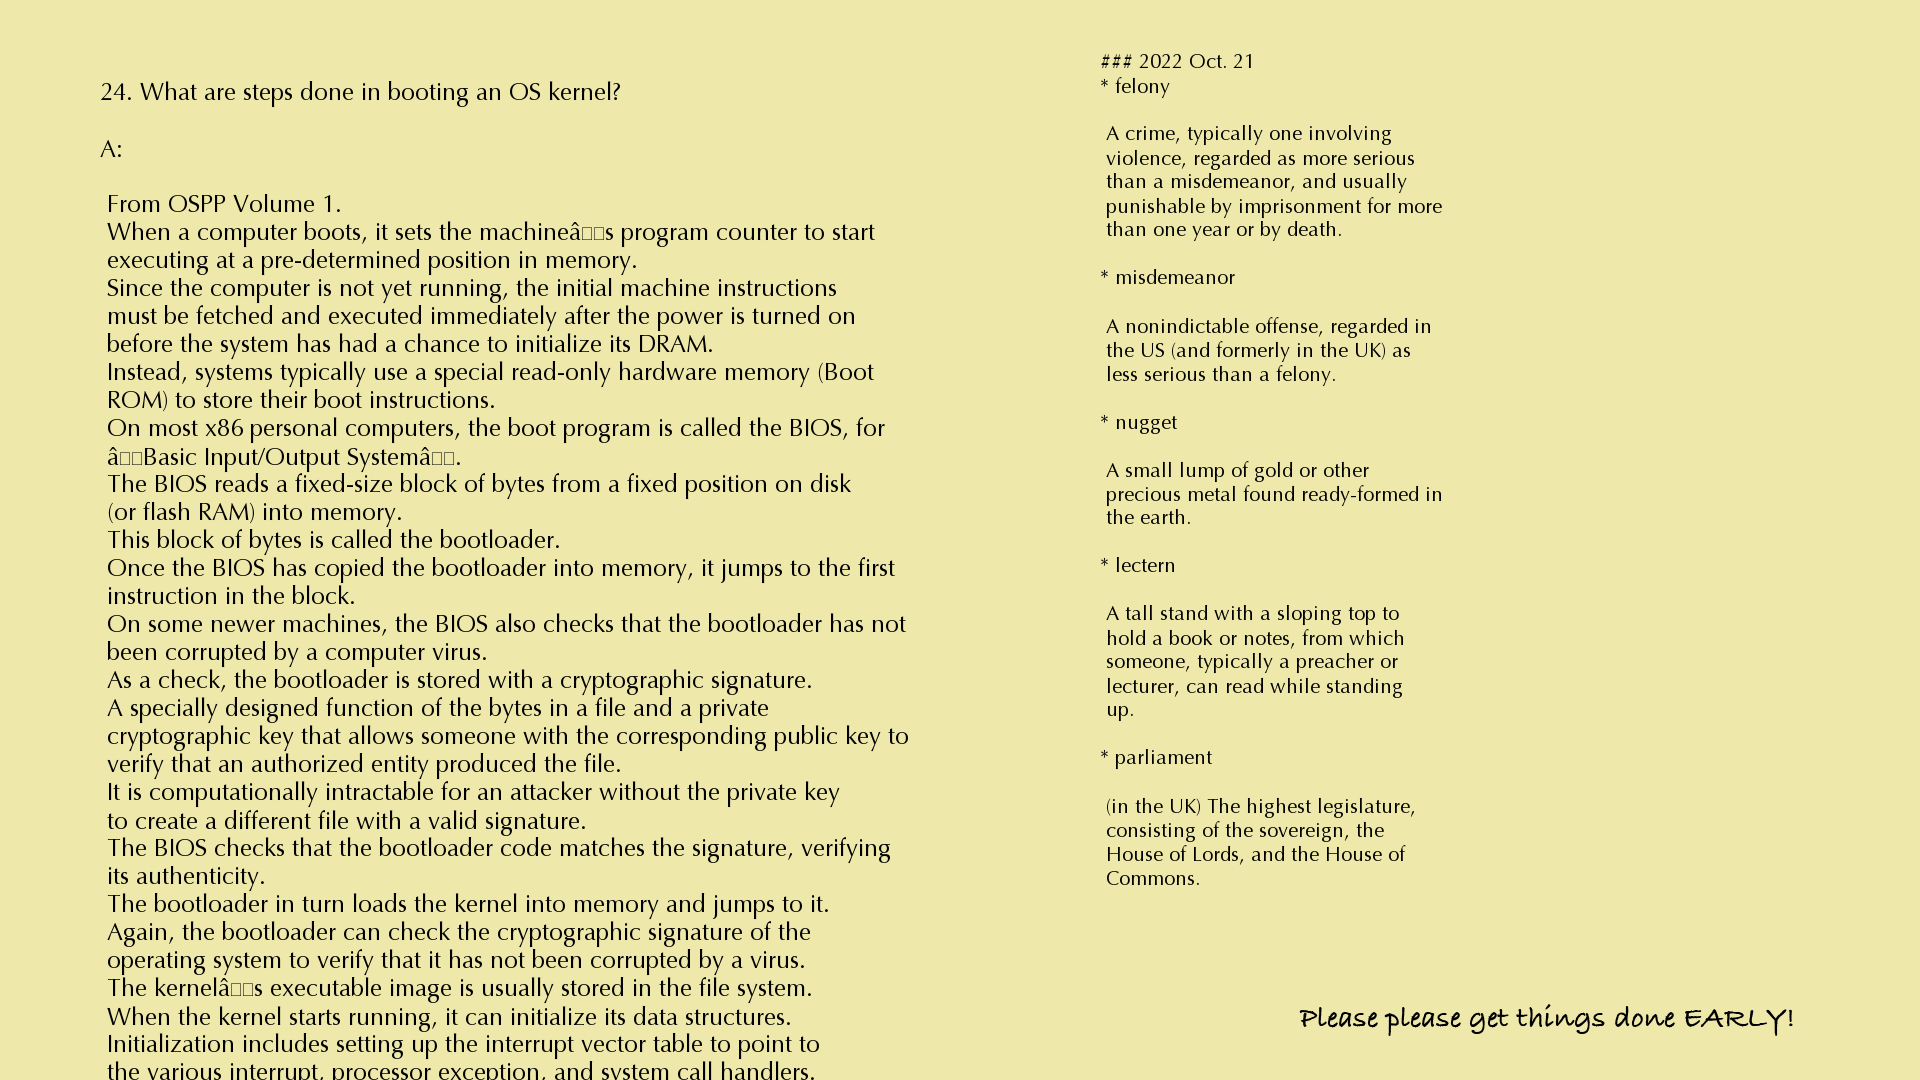 24. What are steps done in booting an OS kernel?
A:
From OSPP Volume 1.
When a computer boots, it sets the machineâ□□s program counter to start
executing at a pre-determined position in memory.
Since the computer is not yet running, the initial machine instructions
must be fetched and executed immediately after the power is turned on
before the system has had a chance to initialize its DRAM.
Instead, systems typically use a special read-only hardware memory (Boot
ROM) to store their boot instructions.
On most x86 personal computers, the boot program is called the BIOS, for
â□□Basic Input/Output Systemâ□□.
The BIOS reads a fixed-size block of bytes from a fixed position on disk
(or flash RAM) into memory.
This block of bytes is called the bootloader.
Once the BIOS has copied the bootloader into memory, it jumps to the first
instruction in the block.
On some newer machines, the BIOS also checks that the bootloader has not
been corrupted by a computer virus.
As a check, the bootloader is stored with a cryptographic signature.
A specially designed function of the bytes in a file and a private
cryptographic key that allows someone with the corresponding public key to
verify that an authorized entity produced the file.
It is computationally intractable for an attacker without the private key
to create a different file with a valid signature.
The BIOS checks that the bootloader code matches the signature, verifying
its authenticity.
The bootloader in turn loads the kernel into memory and jumps to it.
Again, the bootloader can check the cryptographic signature of the
operating system to verify that it has not been corrupted by a virus.
The kernelâ□□s executable image is usually stored in the file system.
When the kernel starts running, it can initialize its data structures.
Initialization includes setting up the interrupt vector table to point to
the various interrupt, processor exception, and system call handlers.
### 2022 Oct. 21
* felony
A crime, typically one involving
violence, regarded as more serious
than a misdemeanor, and usually
punishable by imprisonment for more
than one year or by death.
* misdemeanor
A nonindictable offense, regarded in
the US (and formerly in the UK) as
less serious than a felony.
* nugget
A small lump of gold or other
precious metal found ready-formed in
the earth.
* lectern
A tall stand with a sloping top to
hold a book or notes, from which
someone, typically a preacher or
lecturer, can read while standing
up.
* parliament
(in the UK) The highest legislature,
consisting of the sovereign, the
House of Lords, and the House of
Commons.
Please please get things done EARLY!